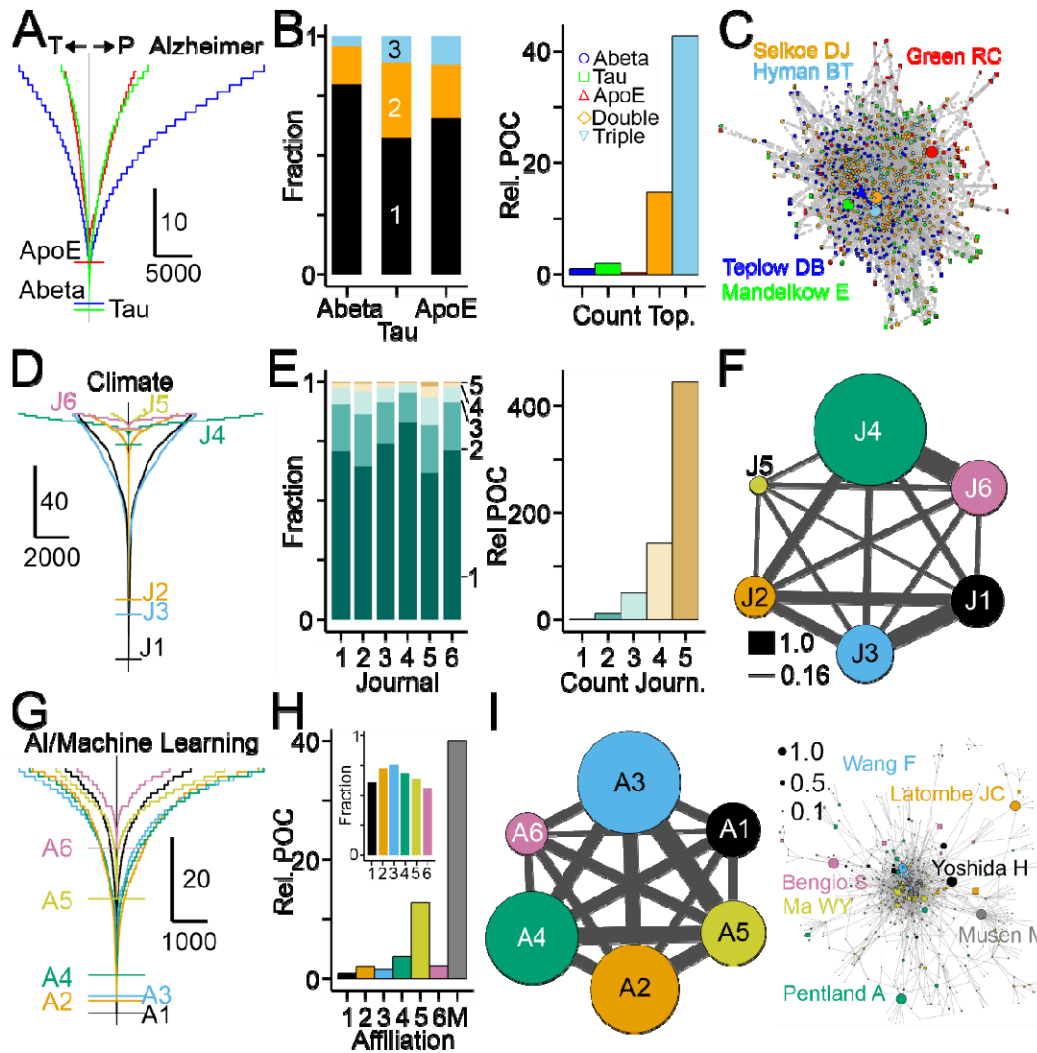 A
T P Alzheimer
ApoE
Abeta
Tau
10
5000
B
1
Fraction
0
3
2
1
Abeta
Tau
ApoE
40
20
0
Rel. POC
Abeta
Tau
ApoE
Double
Triple
Count Top.
C
Selkoe DJ
Hyman BT
Green RC
Teplow DB
Mandelkow E
D
Climate
J6
J5
J4
40
2000
J2
J3
J1
E
1
Fraction
0
5
4
3
2
1
1 2 3 4 5 6
Journal
400
200
0
Rel POC
1 2 3 4 5
Count Journ.
F
J4
J5
J6
J2
J1
J3
1.0
0.16
G
AI/Machine Learning
A6
A5
A4
A3
A2
A1
20
1000
H
40
20
0
Rel. POC
1
Fraction
0
1 2 3 4 5 6
1 2 3 4 5 6M
Affiliation
I
A3
A6
A1
A4
A5
A2
1.0
0.5
0.1
Wang F
Latombe JC
Yoshida H
Bengio S
Ma WY
Musen M
Pentland A